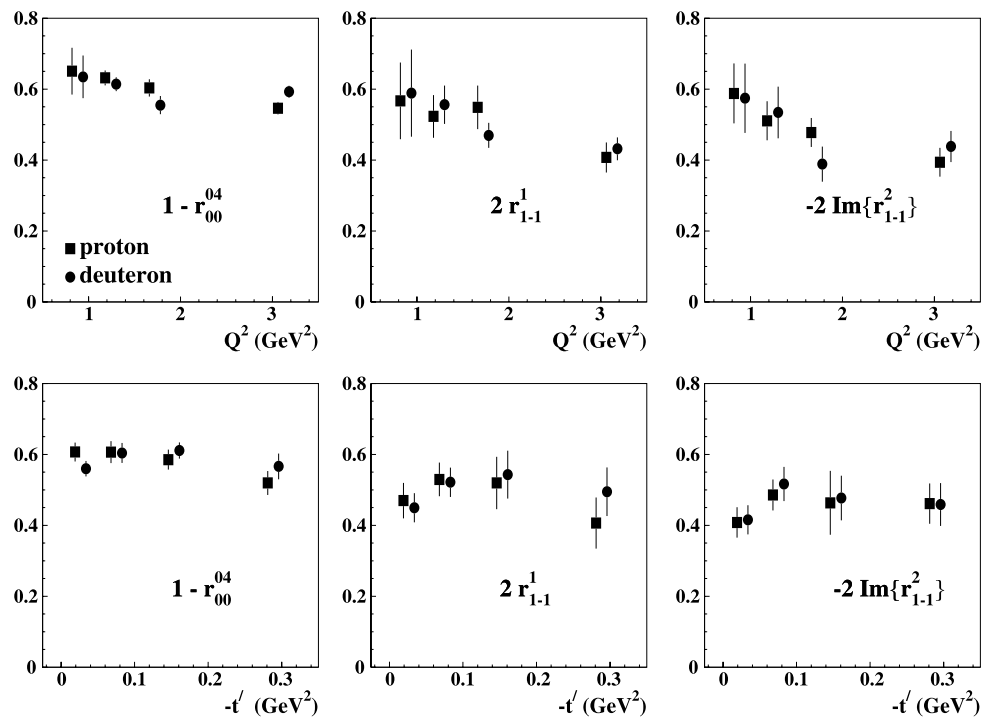 0.8
0.6
0.4
0.2
0
1 - r⁰⁴₀₀
■ proton
● deuteron
1 2 3
Q² (GeV²)
0.8
0.6
0.4
0.2
0
2 r¹₁₋₁
1 2 3
Q² (GeV²)
0.8
0.6
0.4
0.2
0
-2 Im{r²₁₋₁}
1 2 3
Q² (GeV²)
0.8
0.6
0.4
0.2
0
1 - r⁰⁴₀₀
0 0.1 0.2 0.3
-t′ (GeV²)
0.8
0.6
0.4
0.2
0
2 r¹₁₋₁
0 0.1 0.2 0.3
-t′ (GeV²)
0.8
0.6
0.4
0.2
0
-2 Im{r²₁₋₁}
0 0.1 0.2 0.3
-t′ (GeV²)